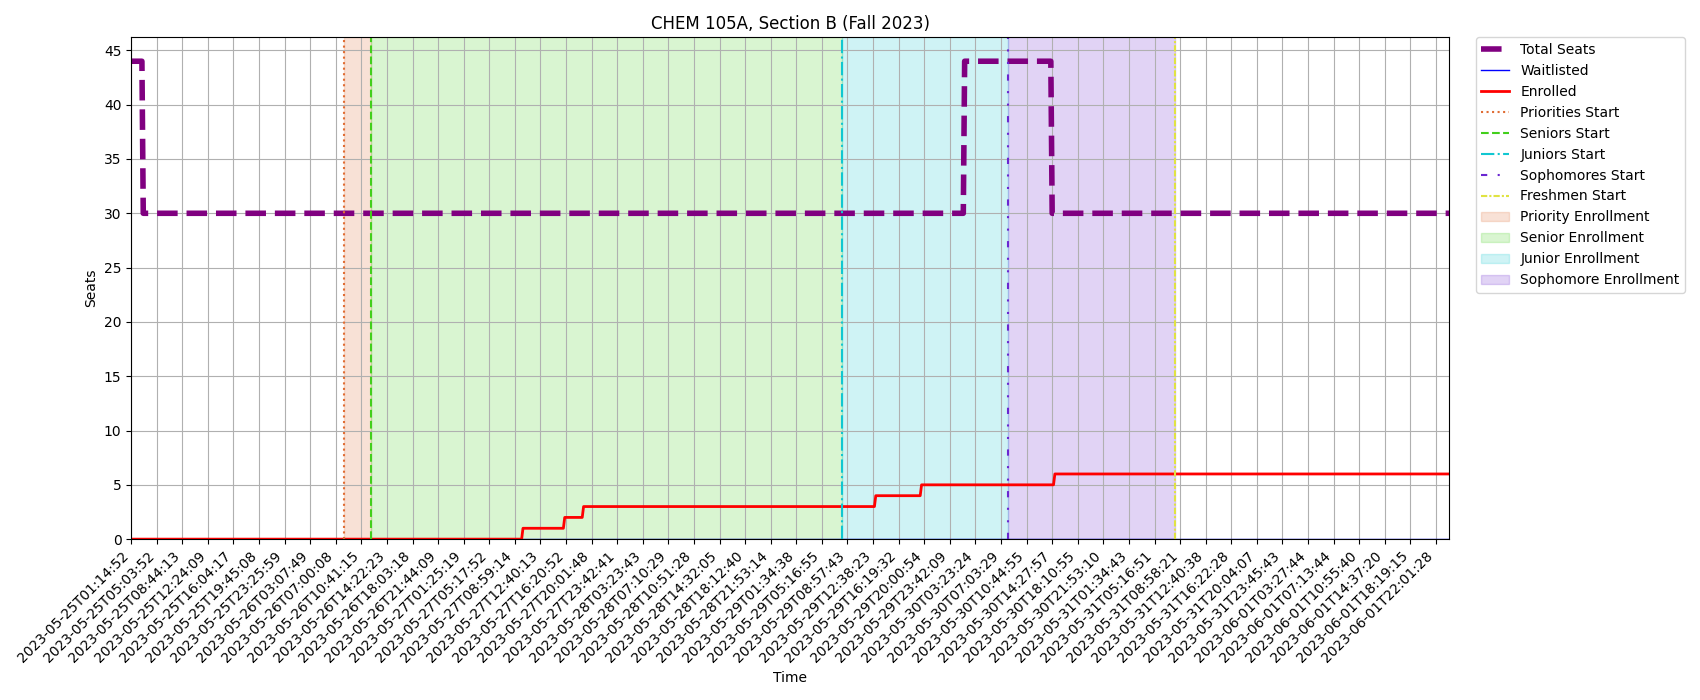 CHEM 105A, Section B (Fall 2023)
45
40
35
30
25
20
15
10
5
0
Seats
2023-05-25T01:14:52
2023-05-25T05:03:52
2023-05-25T08:44:13
2023-05-25T12:24:09
2023-05-25T16:04:17
2023-05-25T19:45:08
2023-05-25T23:25:59
2023-05-26T03:07:49
2023-05-26T07:00:08
2023-05-26T10:41:15
2023-05-26T14:22:23
2023-05-26T18:03:18
2023-05-26T21:44:09
2023-05-27T01:25:19
2023-05-27T05:17:52
2023-05-27T08:59:14
2023-05-27T12:40:13
2023-05-27T16:20:52
2023-05-27T20:01:48
2023-05-27T23:42:41
2023-05-28T03:23:43
2023-05-28T07:10:29
2023-05-28T10:51:28
2023-05-28T14:32:05
2023-05-28T18:12:40
2023-05-28T21:53:14
2023-05-29T01:34:38
2023-05-29T05:16:55
2023-05-29T08:57:43
2023-05-29T12:38:23
2023-05-29T16:19:32
2023-05-29T20:00:54
2023-05-29T23:42:09
2023-05-30T03:23:24
2023-05-30T07:03:29
2023-05-30T10:44:55
2023-05-30T14:27:57
2023-05-30T18:10:55
2023-05-30T21:53:10
2023-05-31T01:34:43
2023-05-31T05:16:51
2023-05-31T08:58:21
2023-05-31T12:40:38
2023-05-31T16:22:28
2023-05-31T20:04:07
2023-05-31T23:45:43
2023-06-01T03:27:44
2023-06-01T07:13:44
2023-06-01T10:55:40
2023-06-01T14:37:20
2023-06-01T18:19:15
2023-06-01T22:01:28
Time
Total Seats
Waitlisted
Enrolled
Priorities Start
Seniors Start
Juniors Start
Sophomores Start
Freshmen Start
Priority Enrollment
Senior Enrollment
Junior Enrollment
Sophomore Enrollment